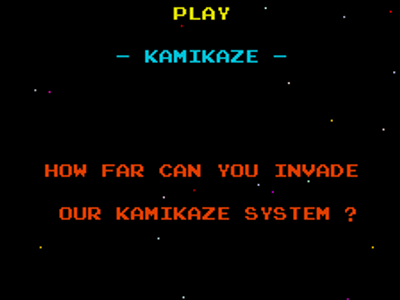 PLAY
- KAMIKAZE -
HOW FAR CAN YOU INVADE
OUR KAMIKAZE SYSTEM ?